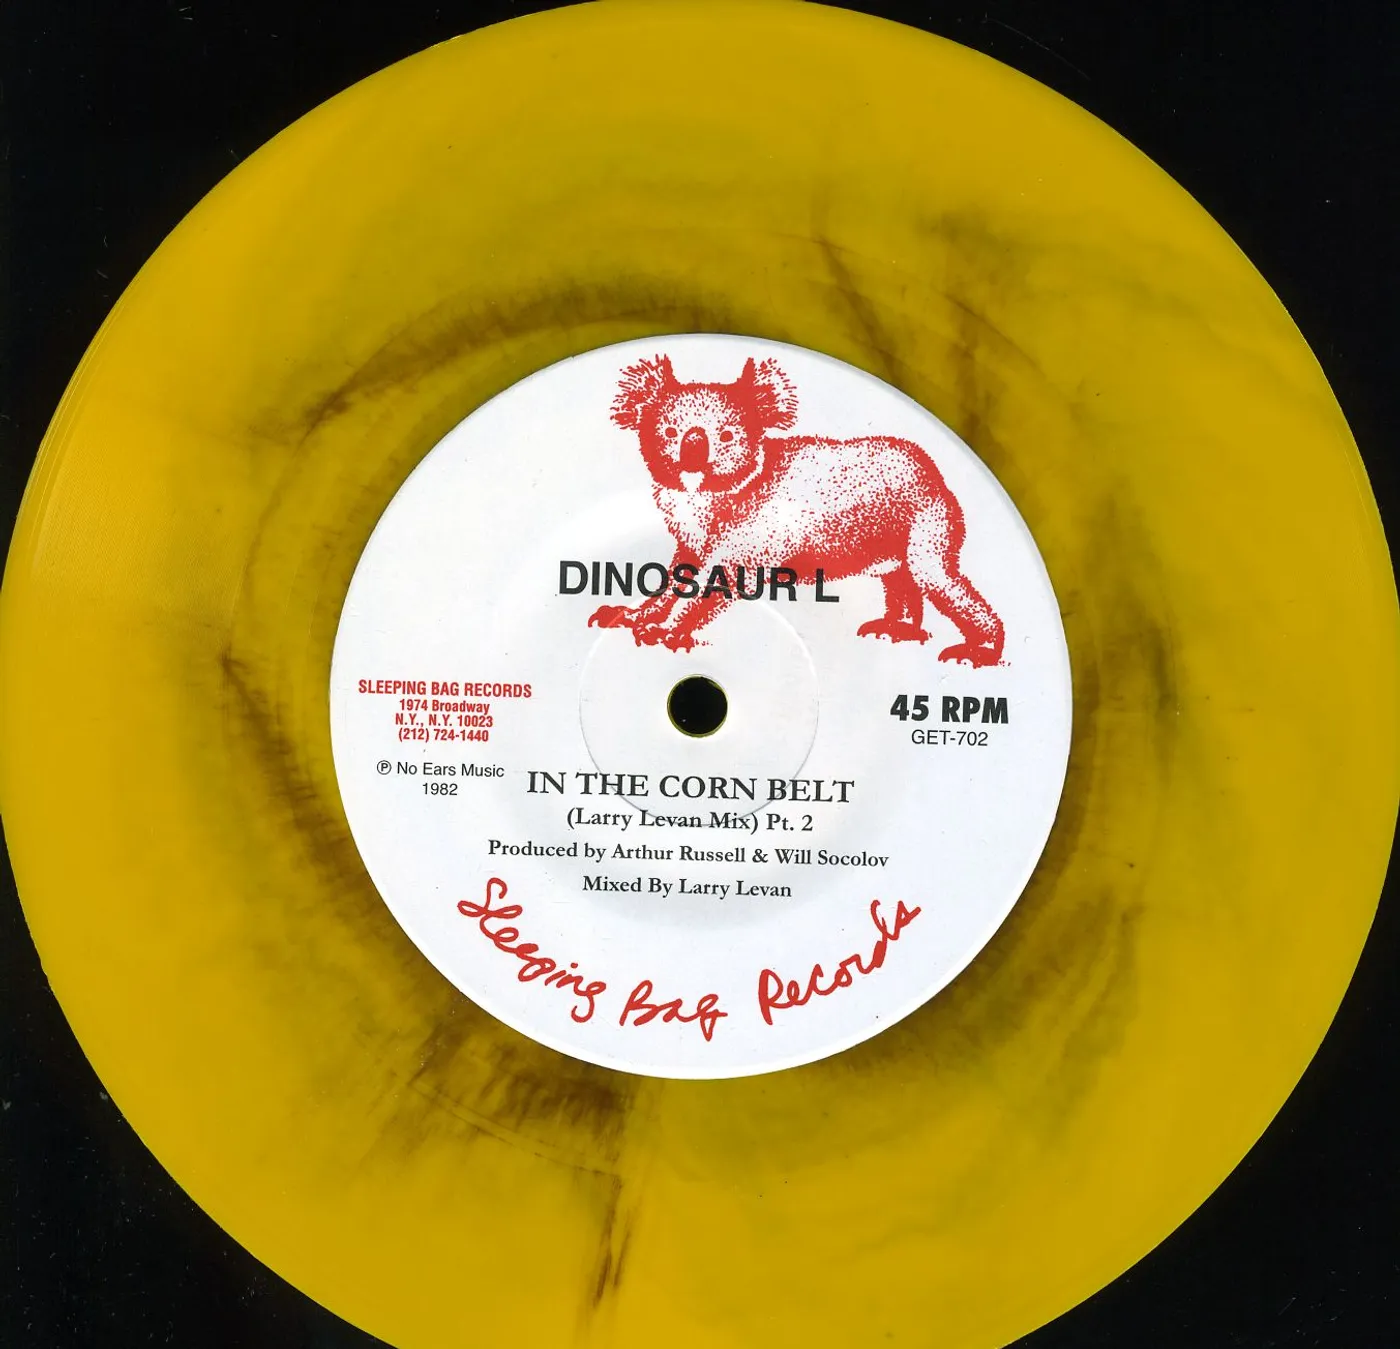 DINOSAUR L
SLEEPING BAG RECORDS
1974 Broadway
N.Y., N.Y. 10023
(212) 724-1440
℗ No Ears Music
1982
45 RPM
GET-702
IN THE CORN BELT
(Larry Levan Mix) Pt. 2
Produced by Arthur Russell & Will Socolov
Mixed By Larry Levan
Sleeping Bag Records